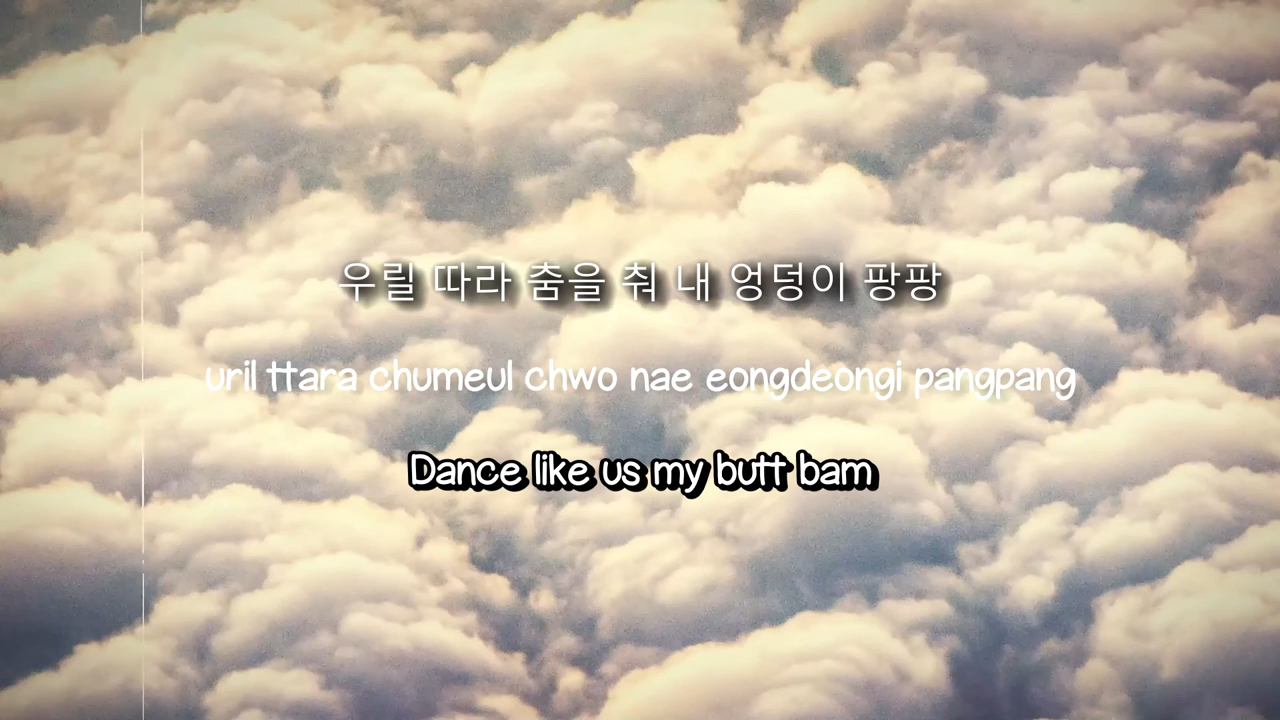 우릴 따라 춤을 춰 내 엉덩이 팡팡
uril ttara chumeul chwo nae eongdeongi pangpang
Dance like us my butt bam